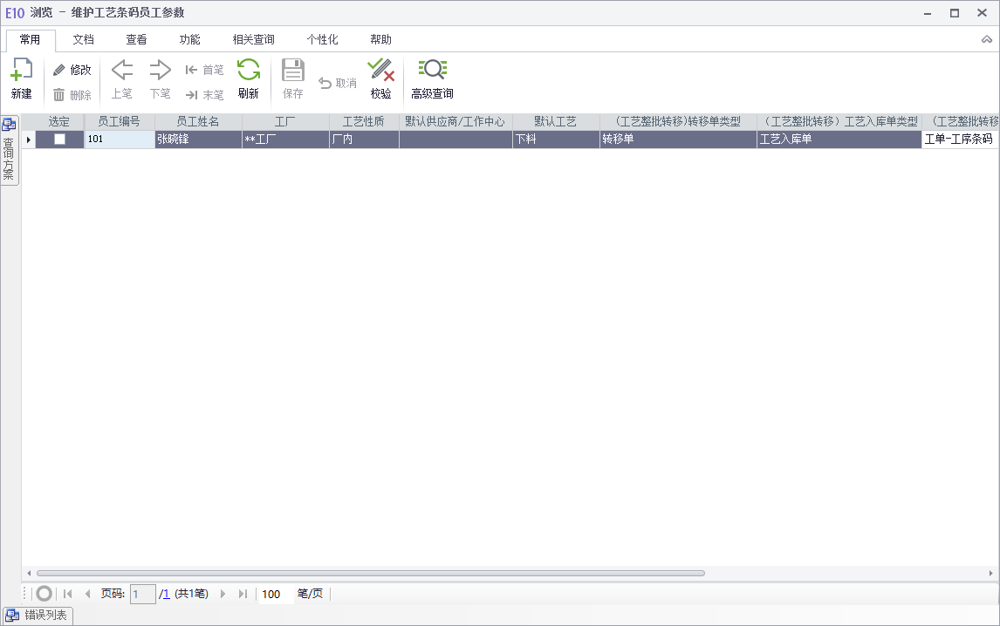 E10 浏览 - 维护工艺条码员工参数
常用 文档 查看 功能 相关查询 个性化 帮助
新建 修改 删除 上笔 下笔 首笔 末笔 刷新 保存 取消 校验 高级查询
查询方案
选定 员工编号 员工姓名 工厂 工艺性质 默认供应商/工作中心 默认工艺 (工艺整批转移)转移单类型 (工艺整批转移) 工艺入库单类型 (工艺整批转移
101 张晓锋 **工厂 厂内 下料 转移单 工艺入库单 工单-工序条码
页码: 1 /1 (共1笔) 100 笔/页
错误列表